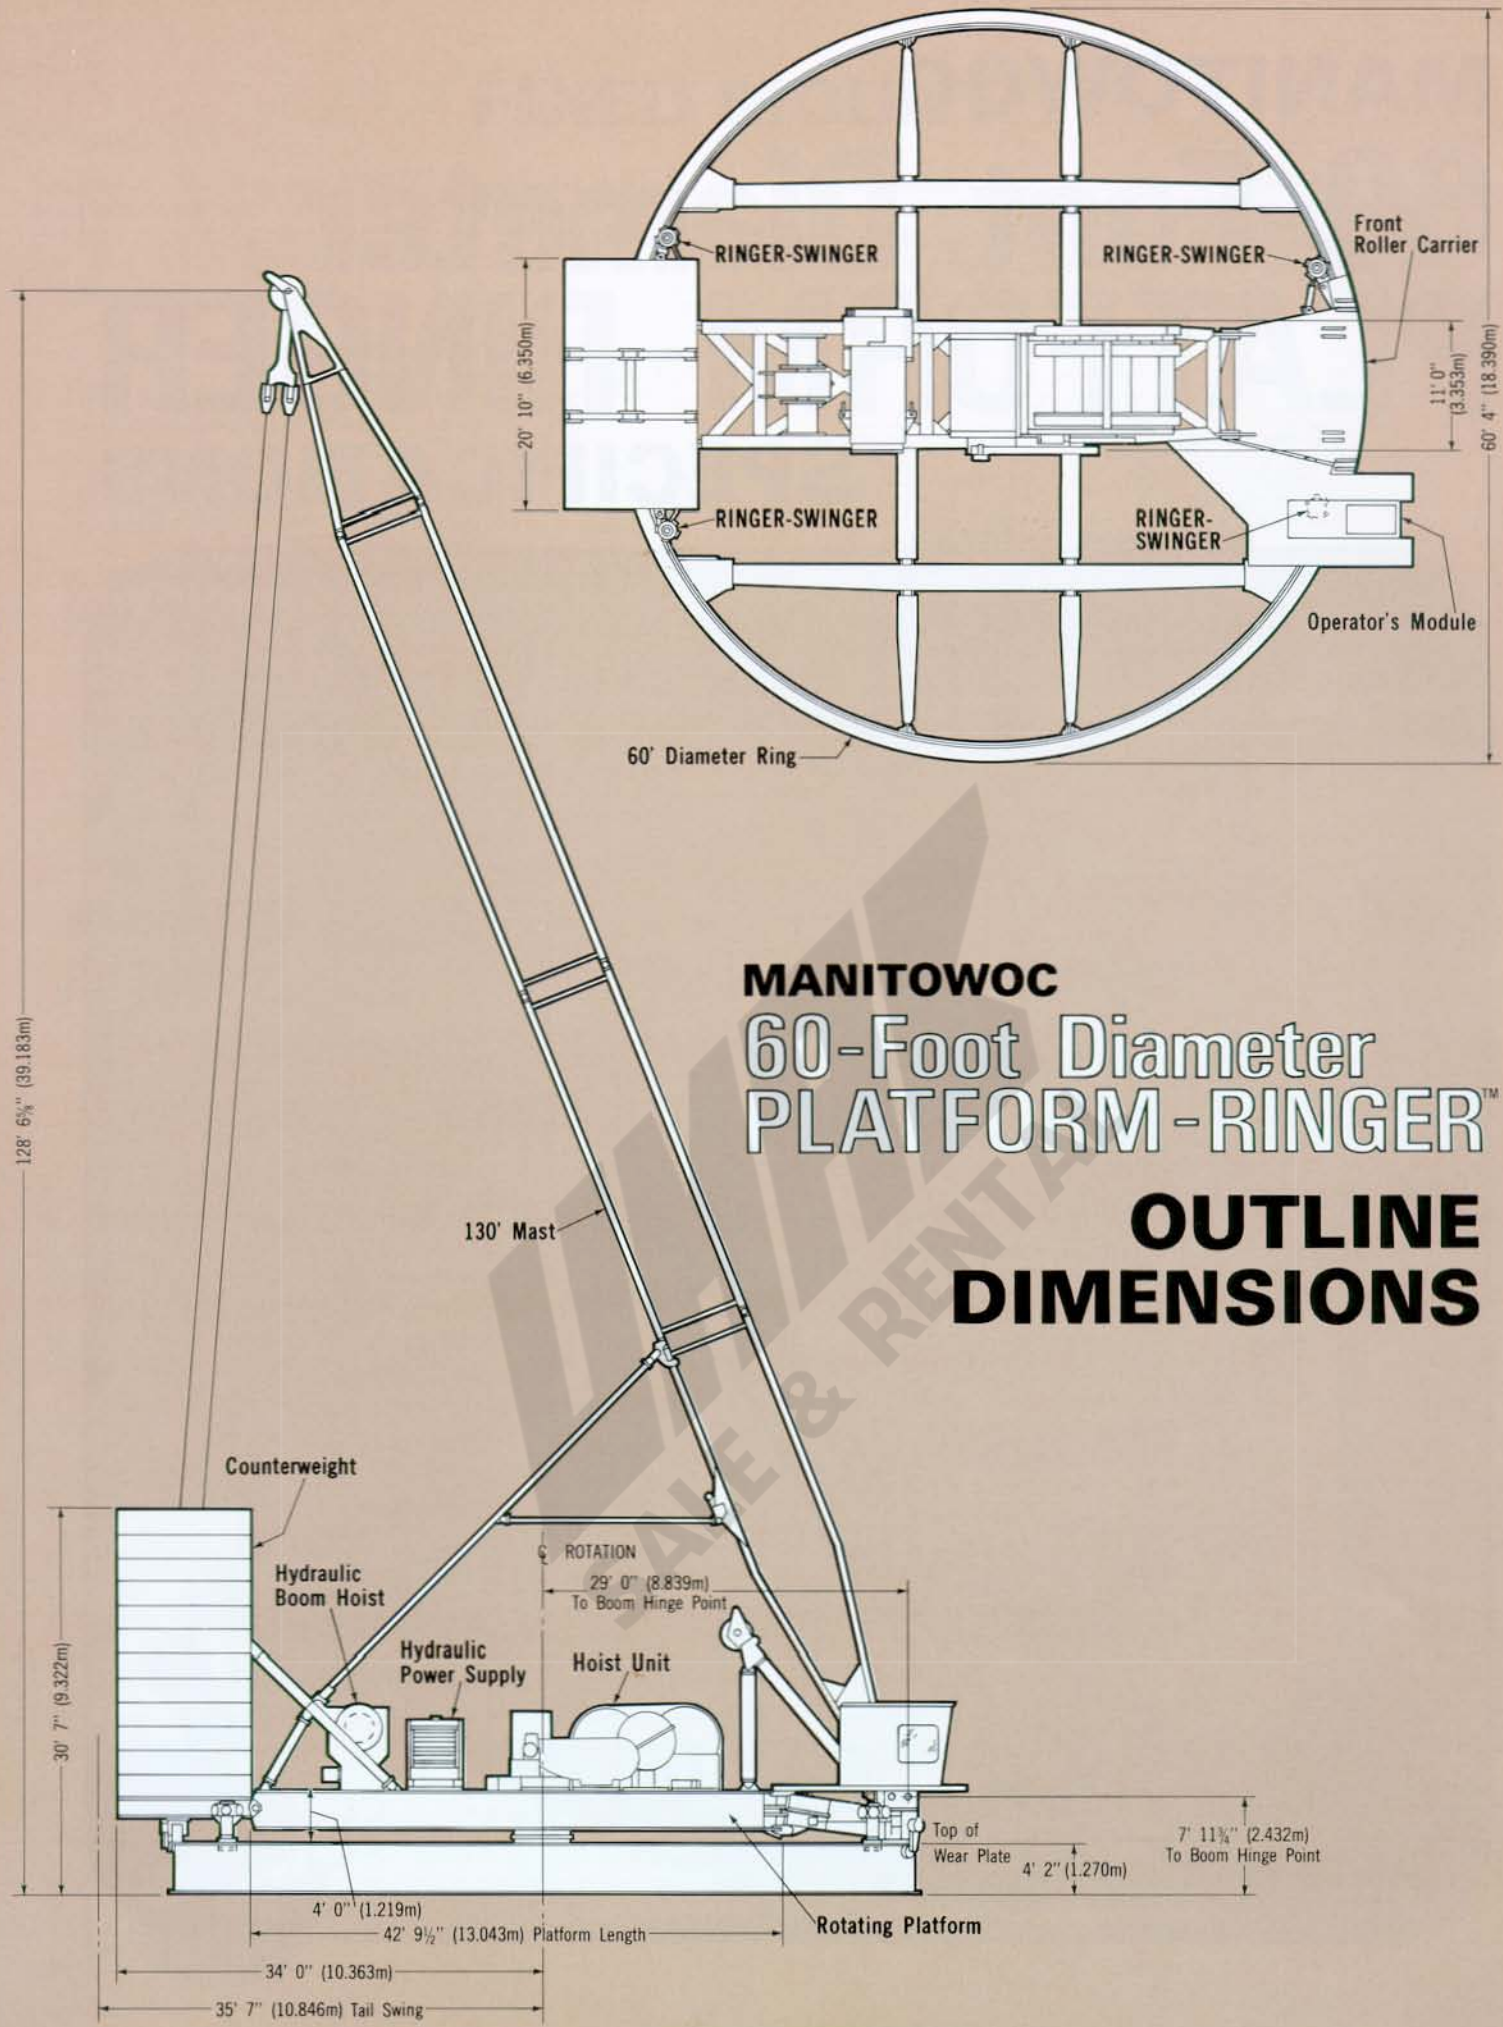 RINGER-SWINGER
RINGER-SWINGER
Front
Roller Carrier
20' 10" (6.350m)
11' 0"
(3.353m)
60' 4" (18.390m)
RINGER-SWINGER
RINGER-
SWINGER
Operator's Module
60' Diameter Ring
128' 6⅝" (39.183m)
MANITOWOC
60-Foot Diameter
PLATFORM-RINGER™
OUTLINE
DIMENSIONS
130' Mast
SALE & RENTAL
Counterweight
℄ ROTATION
29' 0" (8.839m)
To Boom Hinge Point
Hydraulic
Boom Hoist
Hydraulic
Power Supply
Hoist Unit
30' 7" (9.322m)
Top of
Wear Plate
4' 2" (1.270m)
7' 11¾" (2.432m)
To Boom Hinge Point
4' 0" (1.219m)
42' 9½" (13.043m) Platform Length
Rotating Platform
34' 0" (10.363m)
35' 7" (10.846m) Tail Swing